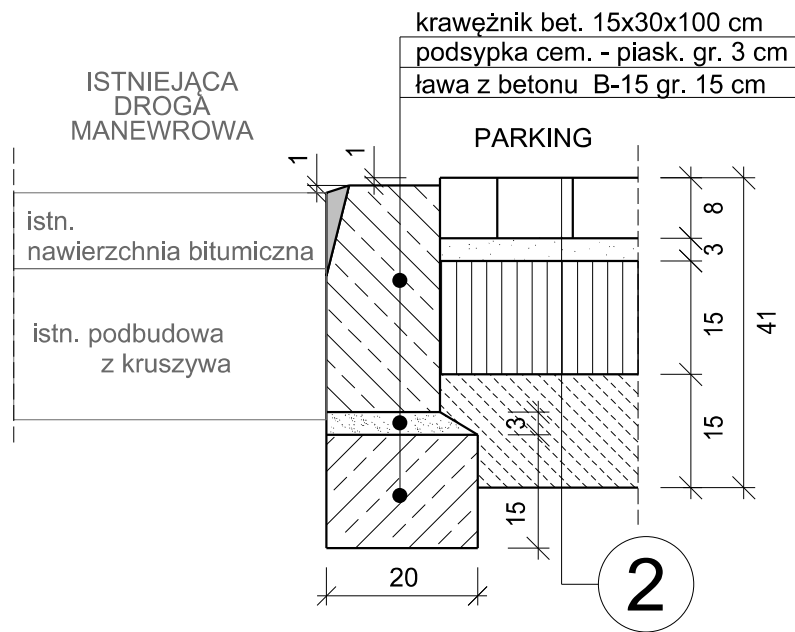 krawężnik bet. 15x30x100 cm
podsypka cem. - piask. gr. 3 cm
ława z betonu B-15 gr. 15 cm
ISTNIEJĄCA
DROGA
MANEWROWA
PARKING
1
1
istn.
nawierzchnia bitumiczna
istn. podbudowa
z kruszywa
8
3
15
15
41
3
15
20
2